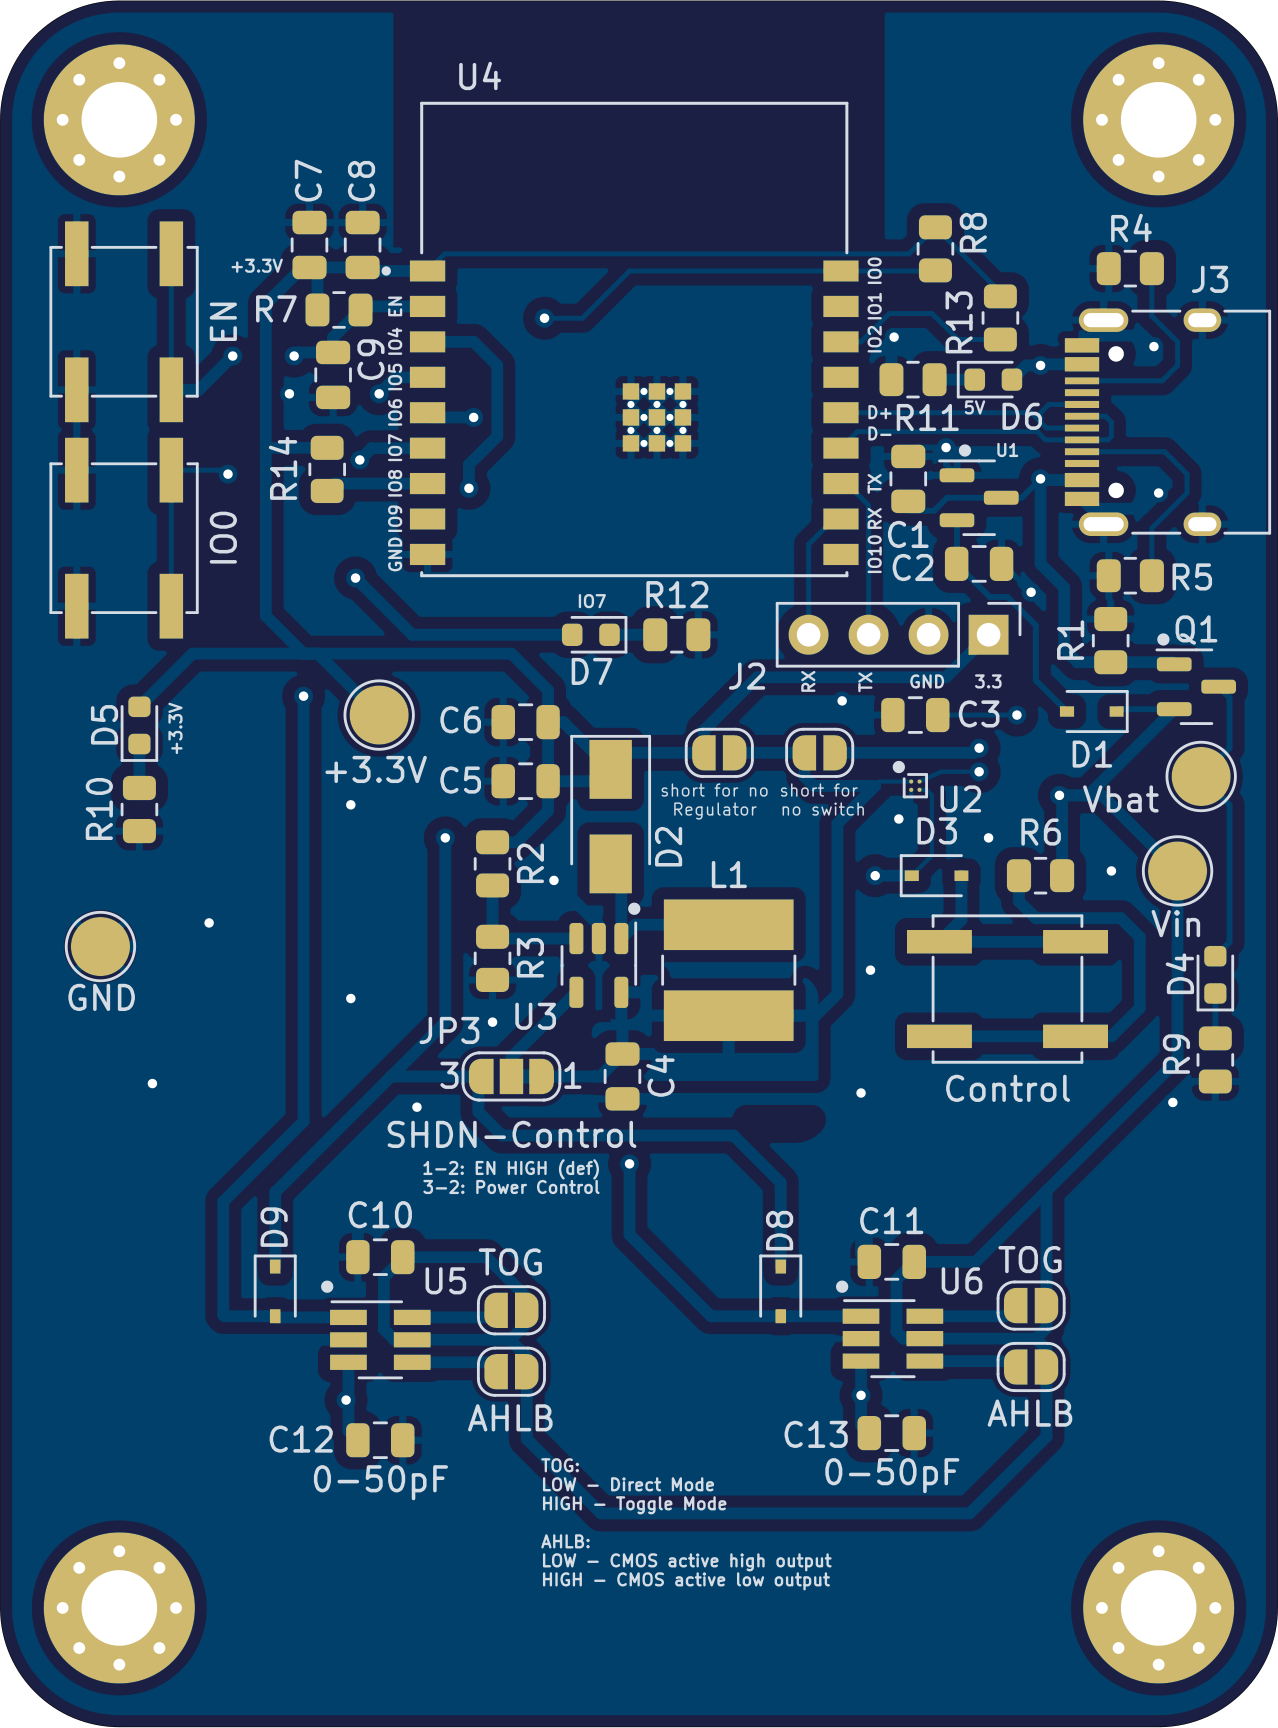 U4
C7
C8
R8
R4
J3
+3.3V
R7
EN
EN
IO4
IO5
IO6
IO7
IO8
IO9
GND
C9
R14
IO0
IO0
IO1
IO2
D+
D-
TX
RX
IO10
R13
5V
D6
R11
U1
C1
C2
R5
R1
Q1
IO7
R12
D7
J2
RX
TX
GND
3.3
D5
+3.3V
R10
+3.3V
C6
C5
C3
D1
Vbat
short for no
Regulator
short for
no switch
U2
D3
R6
D2
L1
R2
R3
U3
Vin
D4
R9
GND
JP3
3
1
C4
Control
SHDN-Control
1-2: EN HIGH (def)
3-2: Power Control
D9
C10
U5
TOG
D8
C11
U6
TOG
AHLB
AHLB
C12
0-50pF
C13
0-50pF
TOG:
LOW - Direct Mode
HIGH - Toggle Mode
AHLB:
LOW - CMOS active high output
HIGH - CMOS active low output